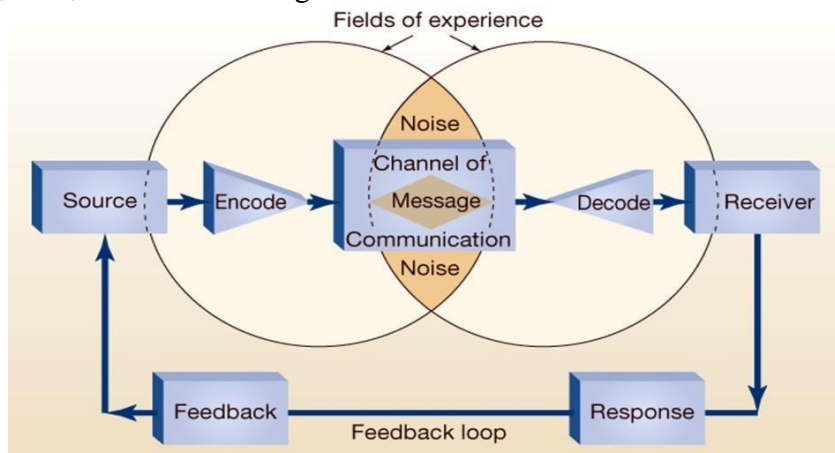 Fields of experience
Noise
Channel of
Source
Encode
Message
Decode
Receiver
Communication
Noise
Feedback
Response
Feedback loop